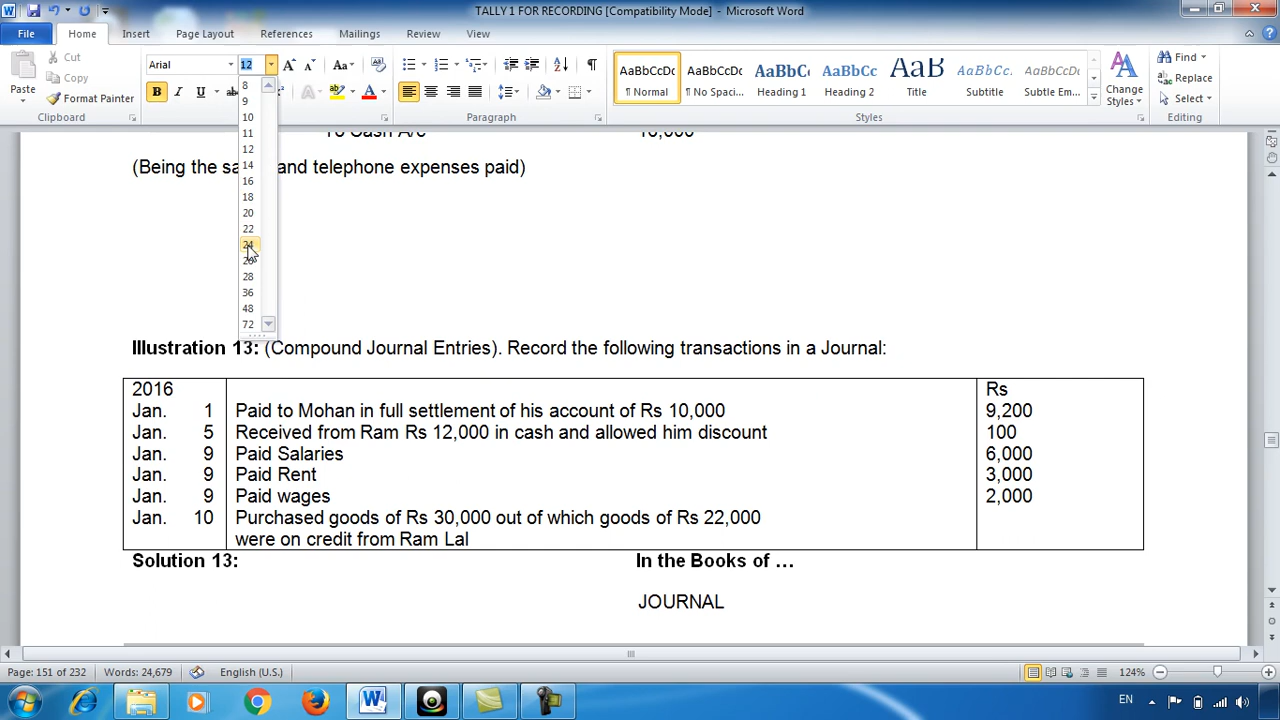 TALLY 1 FOR RECORDING [Compatibility Mode] - Microsoft Word
File Home Insert Page Layout References Mailings Review View
Paste
Cut
Copy
Format Painter
Clipboard
Arial 12
B I U
8
9
10
11
12
14
16
18
20
22
24
26
28
36
48
72
Paragraph
AaBbCcDc
¶ Normal
AaBbCcDc
¶ No Spaci...
AaBbCc
Heading 1
AaBbCc
Heading 2
AaB
Title
AaBbCc
Subtitle
AaBbCcDc
Subtle Em...
Change
Styles
Styles
Find
Replace
Select
Editing
(Being the sa and telephone expenses paid)
Illustration 13: (Compound Journal Entries). Record the following transactions in a Journal:
2016 Rs
Jan. 1 Paid to Mohan in full settlement of his account of Rs 10,000 9,200
Jan. 5 Received from Ram Rs 12,000 in cash and allowed him discount 100
Jan. 9 Paid Salaries 6,000
Jan. 9 Paid Rent 3,000
Jan. 9 Paid wages 2,000
Jan. 10 Purchased goods of Rs 30,000 out of which goods of Rs 22,000
were on credit from Ram Lal
Solution 13: In the Books of …
JOURNAL
Page: 151 of 232 Words: 24,679 English (U.S.) 124%
EN 12:30